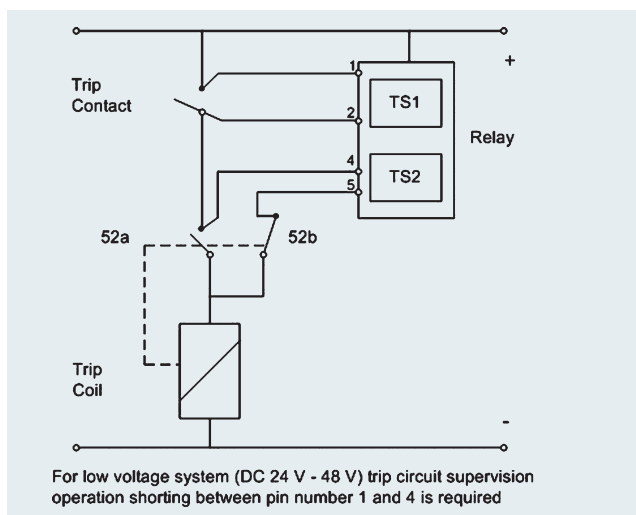 +
1
Trip
Contact
TS1
2
Relay
4
TS2
5
52a
52b
Trip
Coil
-
For low voltage system (DC 24 V - 48 V) trip circuit supervision
operation shorting between pin number 1 and 4 is required